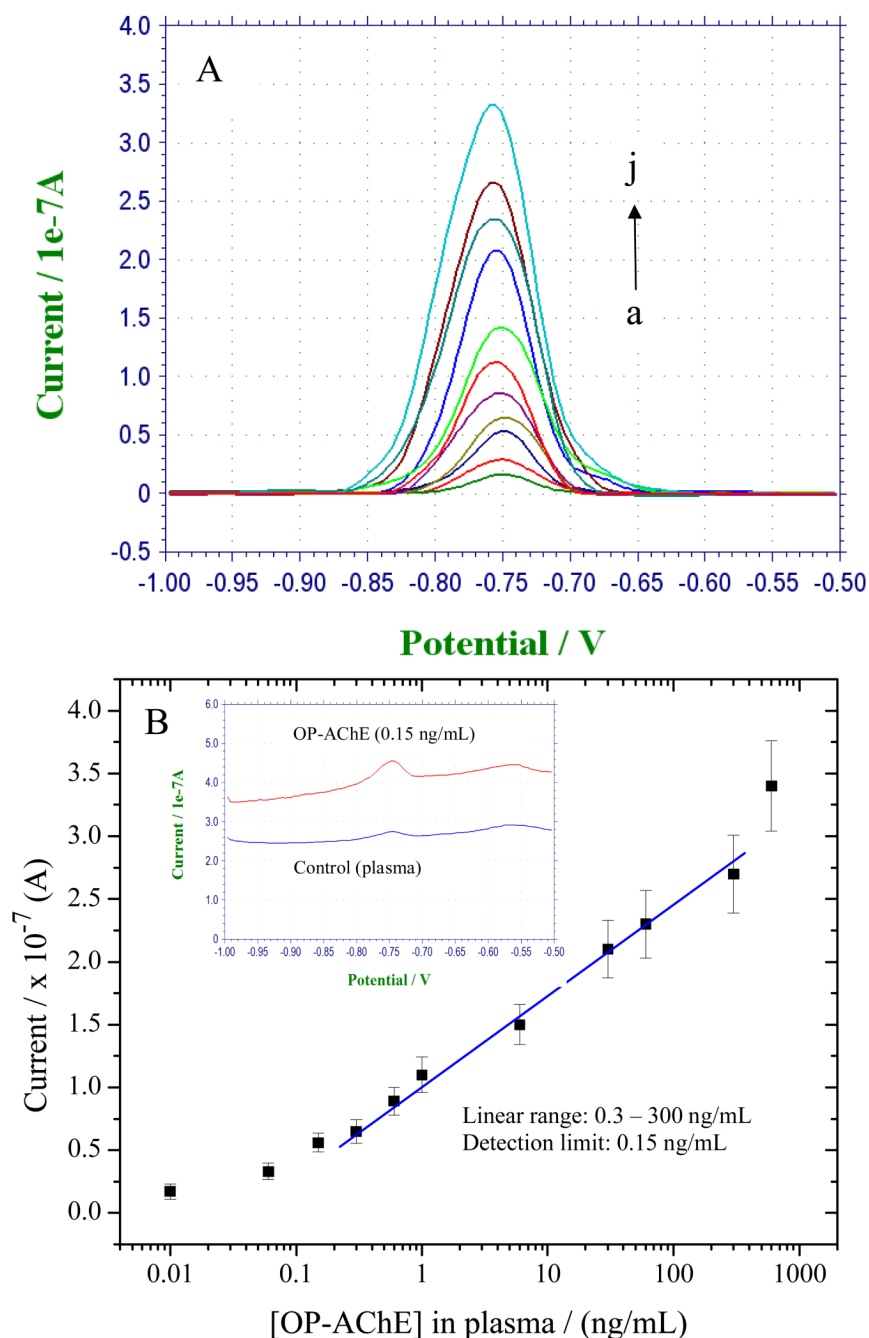 A
4.0
3.5
3.0
2.5
2.0
1.5
1.0
0.5
0
-0.5
Current / 1e-7A
j
a
-1.00 -0.95 -0.90 -0.85 -0.80 -0.75 -0.70 -0.65 -0.60 -0.55 -0.50
Potential / V
B
4.0
3.5
3.0
2.5
2.0
1.5
1.0
0.5
0.0
Current / x 10⁻⁷ (A)
6.0
5.0
4.0
3.0
2.0
1.0
0
Current / 1e-7A
OP-AChE (0.15 ng/mL)
Control (plasma)
-1.00 -0.95 -0.90 -0.85 -0.80 -0.75 -0.70 -0.65 -0.60 -0.55 -0.50
Potential / V
Linear range: 0.3 – 300 ng/mL
Detection limit: 0.15 ng/mL
0.01 0.1 1 10 100 1000
[OP-AChE] in plasma / (ng/mL)